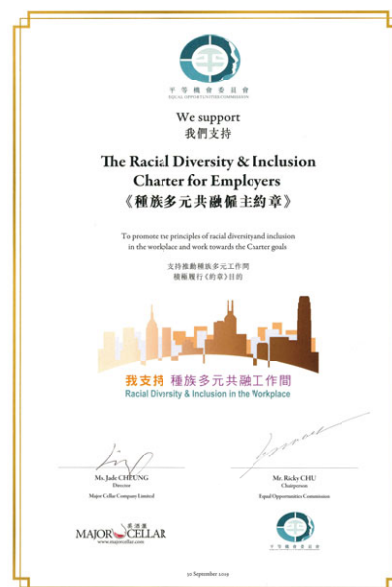 平等機會委員會
EQUAL OPPORTUNITIES COMMISSION
We support
我們支持
The Racial Diversity & Inclusion
Charter for Employers
《種族多元共融僱主約章》
To promote the principles of racial diversity and inclusion
in the workplace and work towards the Charter goals
支持推動種族多元工作間
積極履行《約章》目的
我支持 種族多元共融工作間
Racial Diversity & Inclusion in the Workplace
Ms. Jade CHEUNG
Director
Major Cellar Company Limited
Mr. Ricky CHU
Chairperson
Equal Opportunities Commission
MAJOR CELLAR
www.majorcellar.com
平等機會委員會
30 September 2019